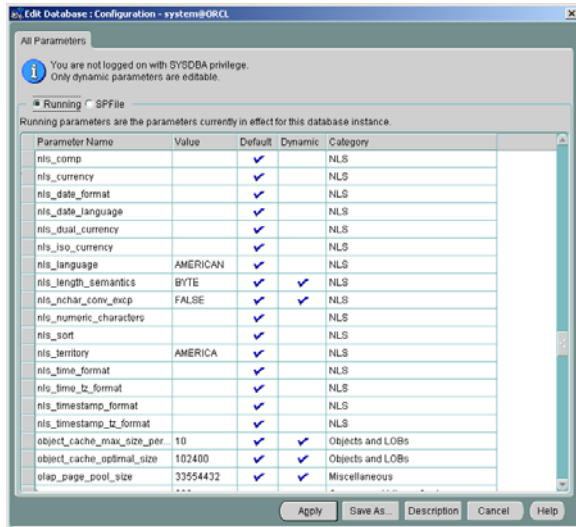 Edit Database : Configuration - system@ORCL
All Parameters
You are not logged on with SYSDBA privilege.
Only dynamic parameters are editable.
Running SPFile
Running parameters are the parameters currently in effect for this database instance.
Parameter Name Value Default Dynamic Category
nls_comp NLS
nls_currency NLS
nls_date_format NLS
nls_date_language NLS
nls_dual_currency NLS
nls_iso_currency NLS
nls_language AMERICAN NLS
nls_length_semantics BYTE NLS
nls_nchar_conv_excp FALSE NLS
nls_numeric_characters NLS
nls_sort NLS
nls_territory AMERICA NLS
nls_time_format NLS
nls_time_tz_format NLS
nls_timestamp_format NLS
nls_timestamp_tz_format NLS
object_cache_max_size_per... 10 Objects and LOBs
object_cache_optimal_size 102400 Objects and LOBs
olap_page_pool_size 33554432 Miscellaneous
Apply Save As... Description Cancel Help